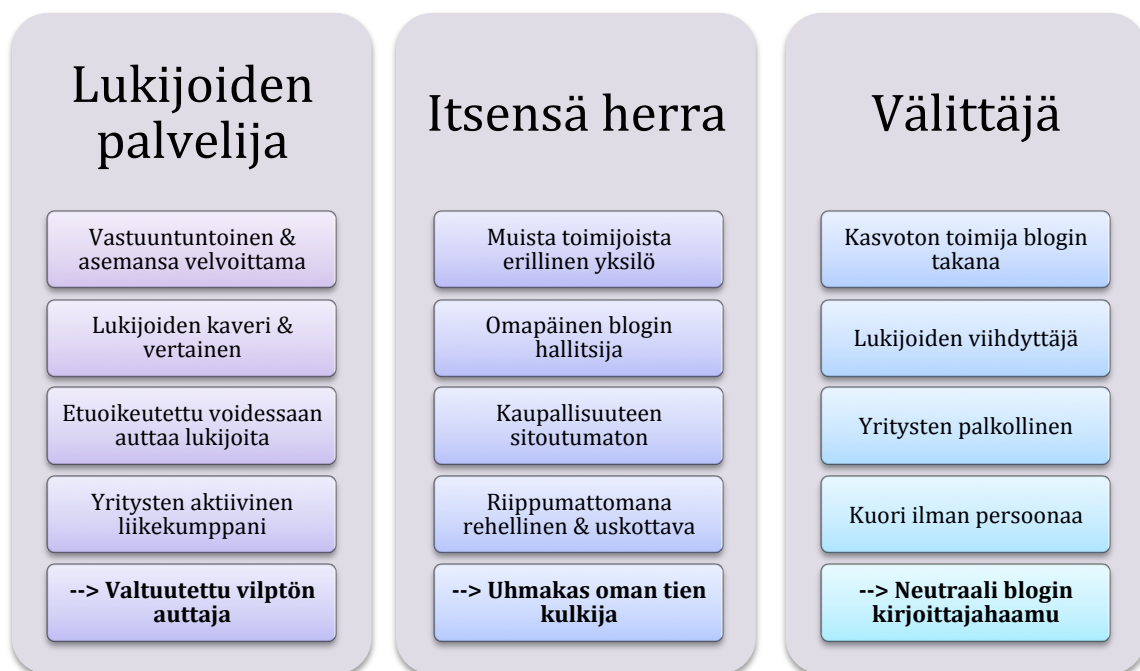 Lukijoiden
palvelija
Vastuuntuntoinen &
asemansa velvoittama
Lukijoiden kaveri &
vertainen
Etuoikeutettu voidessaan
auttaa lukijoita
Yritysten aktiivinen
liikekumppani
--> Valtuutettu vilptön
auttaja
Itsensä herra
Muista toimijoista
erillinen yksilö
Omapäinen blogin
hallitsija
Kaupallisuuteen
sitoutumaton
Riippumattomana
rehellinen & uskottava
--> Uhmakas oman tien
kulkija
Välittäjä
Kasvoton toimija blogin
takana
Lukijoiden viihdyttäjä
Yritysten palkollinen
Kuori ilman persoonaa
--> Neutraali blogin
kirjoittajahaamu